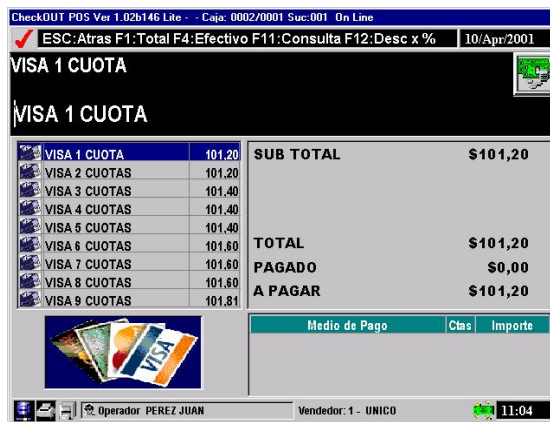 CheckOUT POS Ver 1.02b146 Lite - - Caja: 0002/0001 Suc:001 On Line
ESC:Atras F1:Total F4:Efectivo F11:Consulta F12:Desc x % 10/Apr/2001
VISA 1 CUOTA
VISA 1 CUOTA
VISA 1 CUOTA 101,20
VISA 2 CUOTAS 101,20
VISA 3 CUOTAS 101,40
VISA 4 CUOTAS 101,40
VISA 5 CUOTAS 101,40
VISA 6 CUOTAS 101,60
VISA 7 CUOTAS 101,60
VISA 8 CUOTAS 101,60
VISA 9 CUOTAS 101,81
SUB TOTAL $101,20
TOTAL $101,20
PAGADO $0,00
A PAGAR $101,20
VISA
Medio de Pago Ctas Importe
Operador PEREZ JUAN Vendedor: 1 - UNICO 11:04